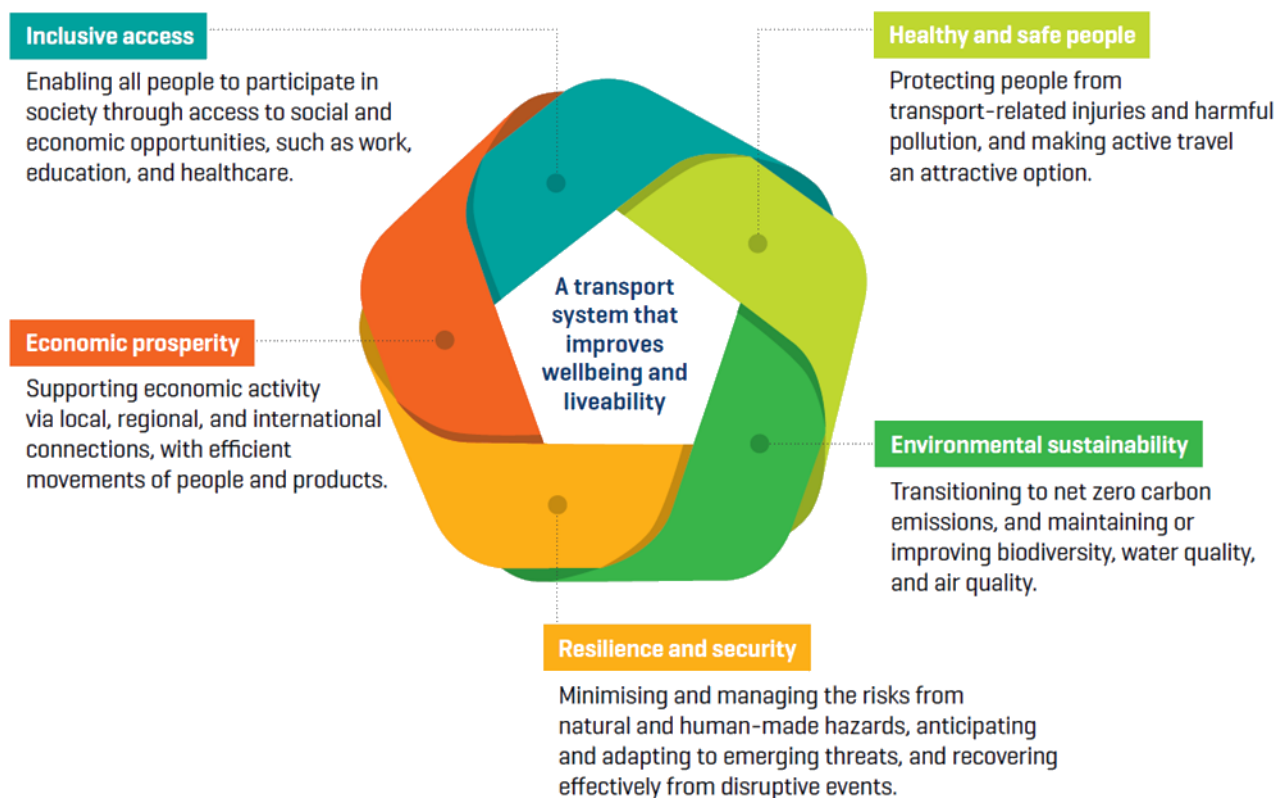 Inclusive access
Enabling all people to participate in
society through access to social and
economic opportunities, such as work,
education, and healthcare.
Healthy and safe people
Protecting people from
transport-related injuries and harmful
pollution, and making active travel
an attractive option.
A transport
system that
improves
wellbeing and
liveability
Economic prosperity
Supporting economic activity
via local, regional, and international
connections, with efficient
movements of people and products.
Environmental sustainability
Transitioning to net zero carbon
emissions, and maintaining or
improving biodiversity, water quality,
and air quality.
Resilience and security
Minimising and managing the risks from
natural and human-made hazards, anticipating
and adapting to emerging threats, and recovering
effectively from disruptive events.